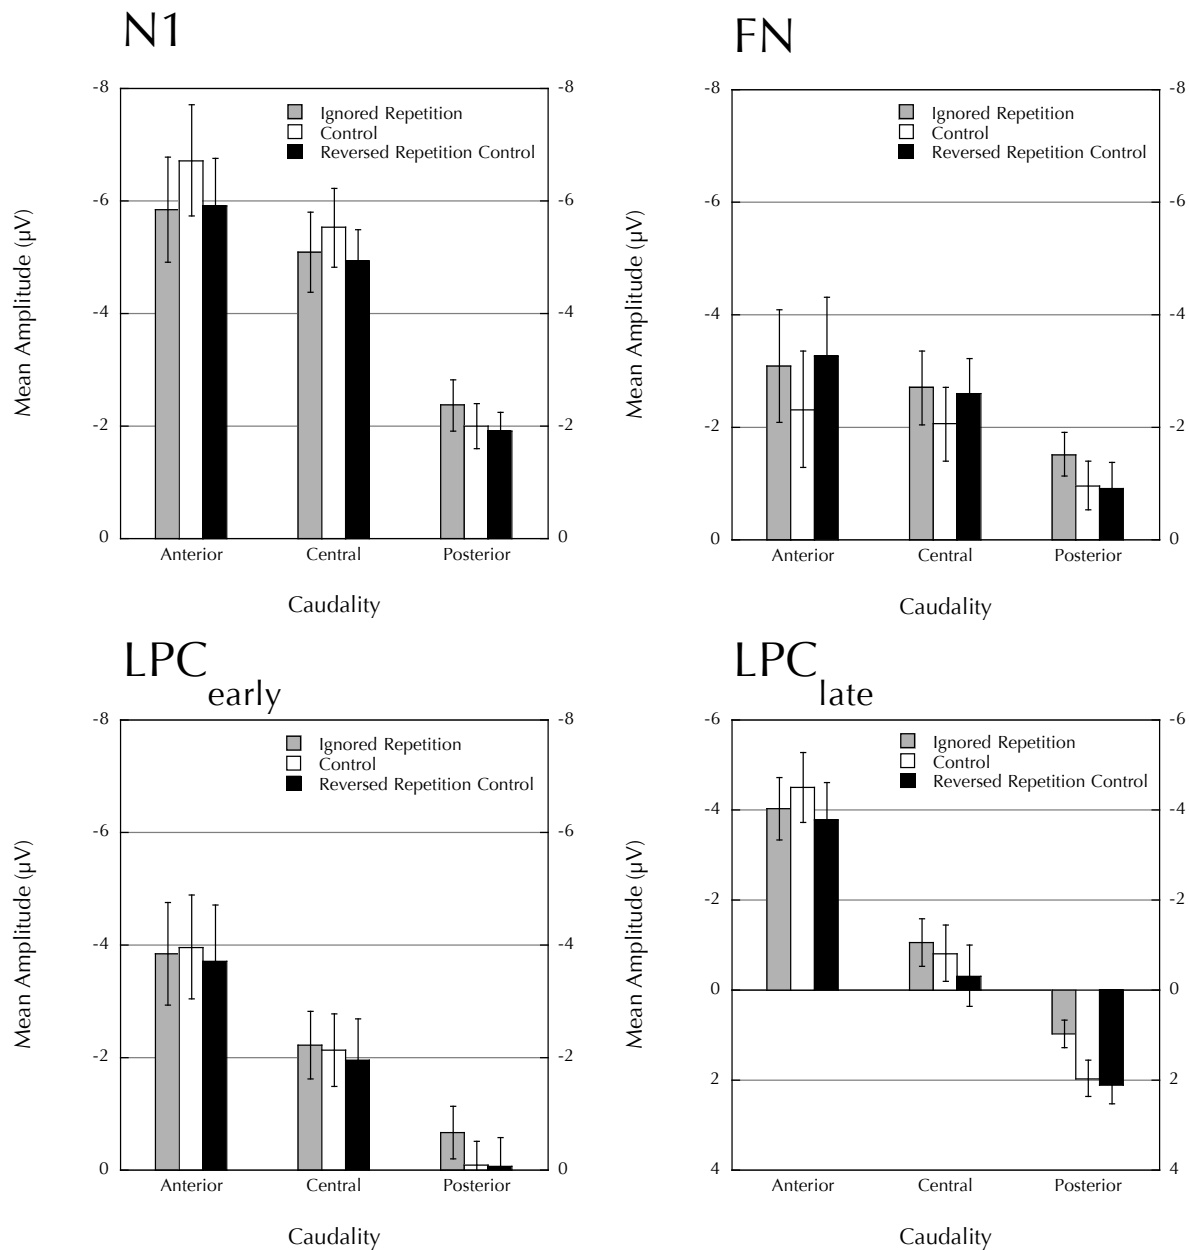 N1
-8 -8
Ignored Repetition
Control
Reversed Repetition Control
-6 -6
-4 -4
-2 -2
0 0
Mean Amplitude (µV)
Anterior Central Posterior
Caudality
FN
-8 -8
Ignored Repetition
Control
Reversed Repetition Control
-6 -6
-4 -4
-2 -2
0 0
Mean Amplitude (µV)
Anterior Central Posterior
Caudality
LPC early
-8 -8
Ignored Repetition
Control
Reversed Repetition Control
-6 -6
-4 -4
-2 -2
0 0
Mean Amplitude (µV)
Anterior Central Posterior
Caudality
LPC late
-6 -6
Ignored Repetition
Control
Reversed Repetition Control
-4 -4
-2 -2
0 0
2 2
4 4
Mean Amplitude (µV)
Anterior Central Posterior
Caudality